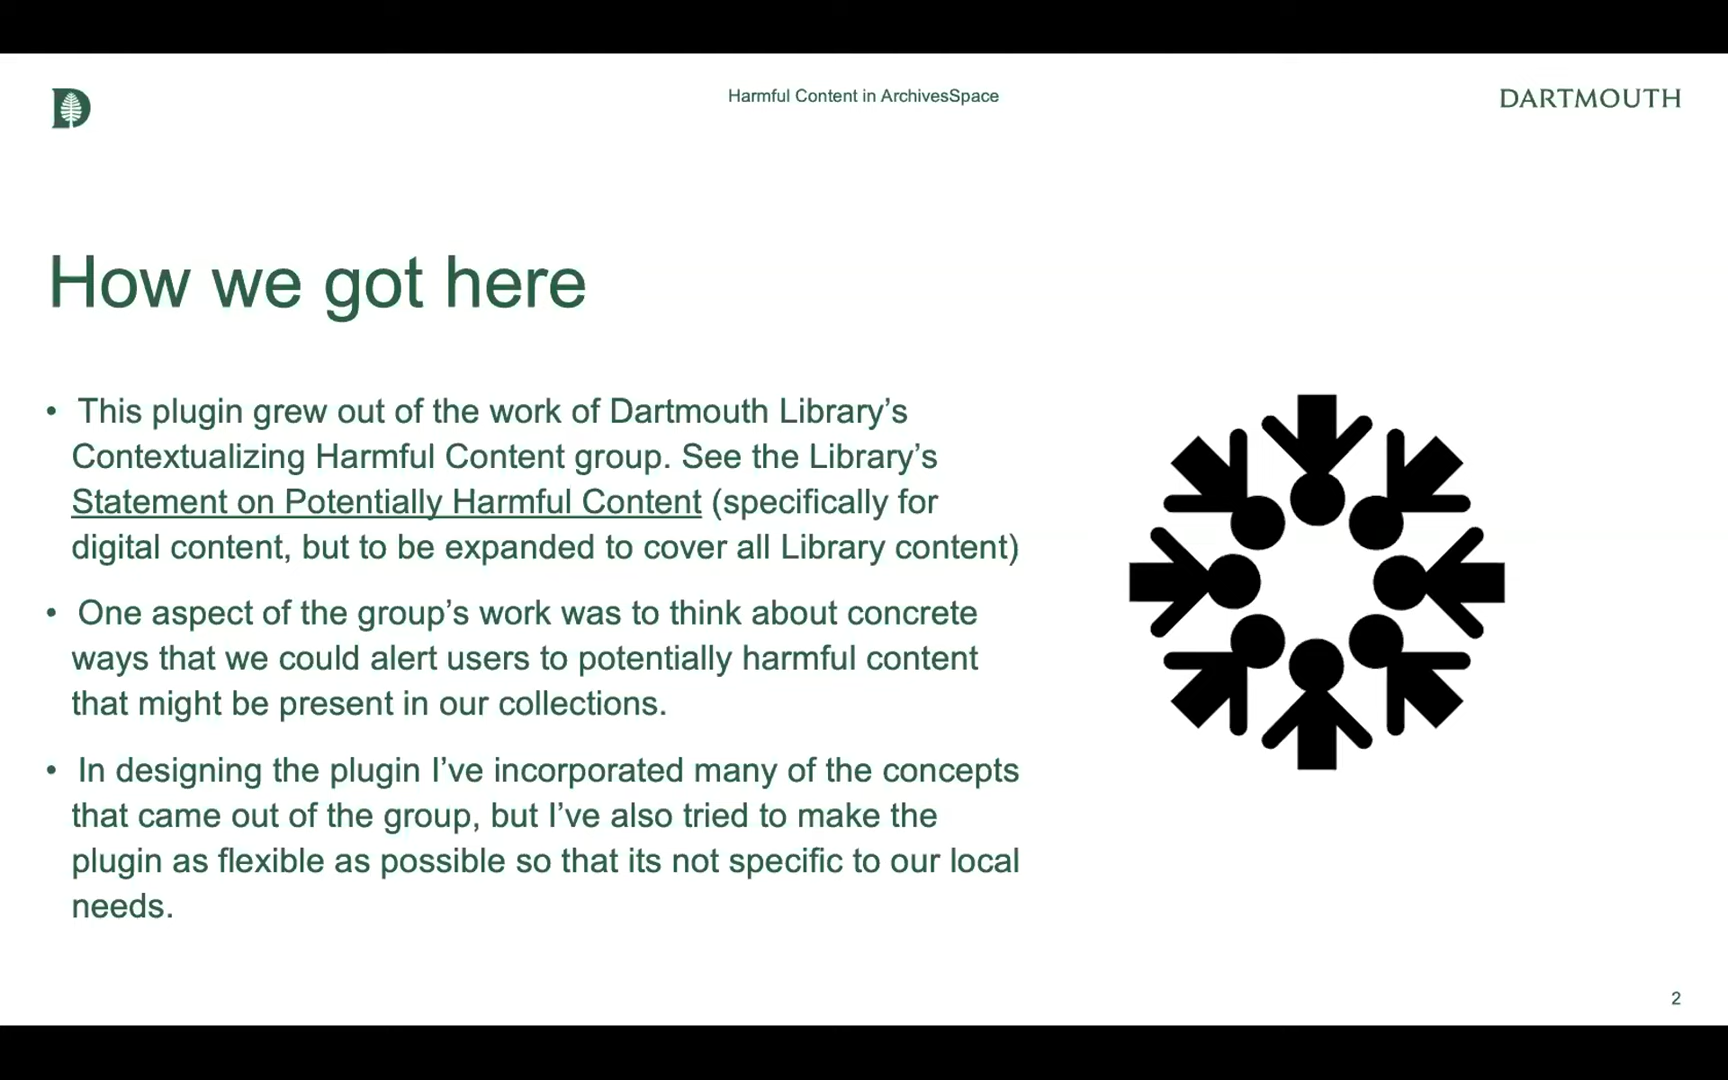 Harmful Content in ArchivesSpace
DARTMOUTH
How we got here
• This plugin grew out of the work of Dartmouth Library’s
Contextualizing Harmful Content group. See the Library’s
Statement on Potentially Harmful Content (specifically for
digital content, but to be expanded to cover all Library content)
• One aspect of the group’s work was to think about concrete
ways that we could alert users to potentially harmful content
that might be present in our collections.
• In designing the plugin I’ve incorporated many of the concepts
that came out of the group, but I’ve also tried to make the
plugin as flexible as possible so that its not specific to our local
needs.
2